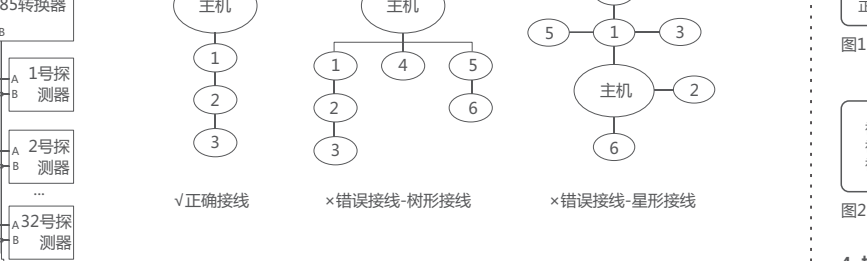 85转换器
B
A 1号探
B 测器
A 2号探
B 测器
...
A 32号探
B 测器
主机
1
2
3
√正确接线
主机
1 4 5
2 6
3
×错误接线-树形接线
5 1 3
主机 2
6
×错误接线-星形接线
图1
图2